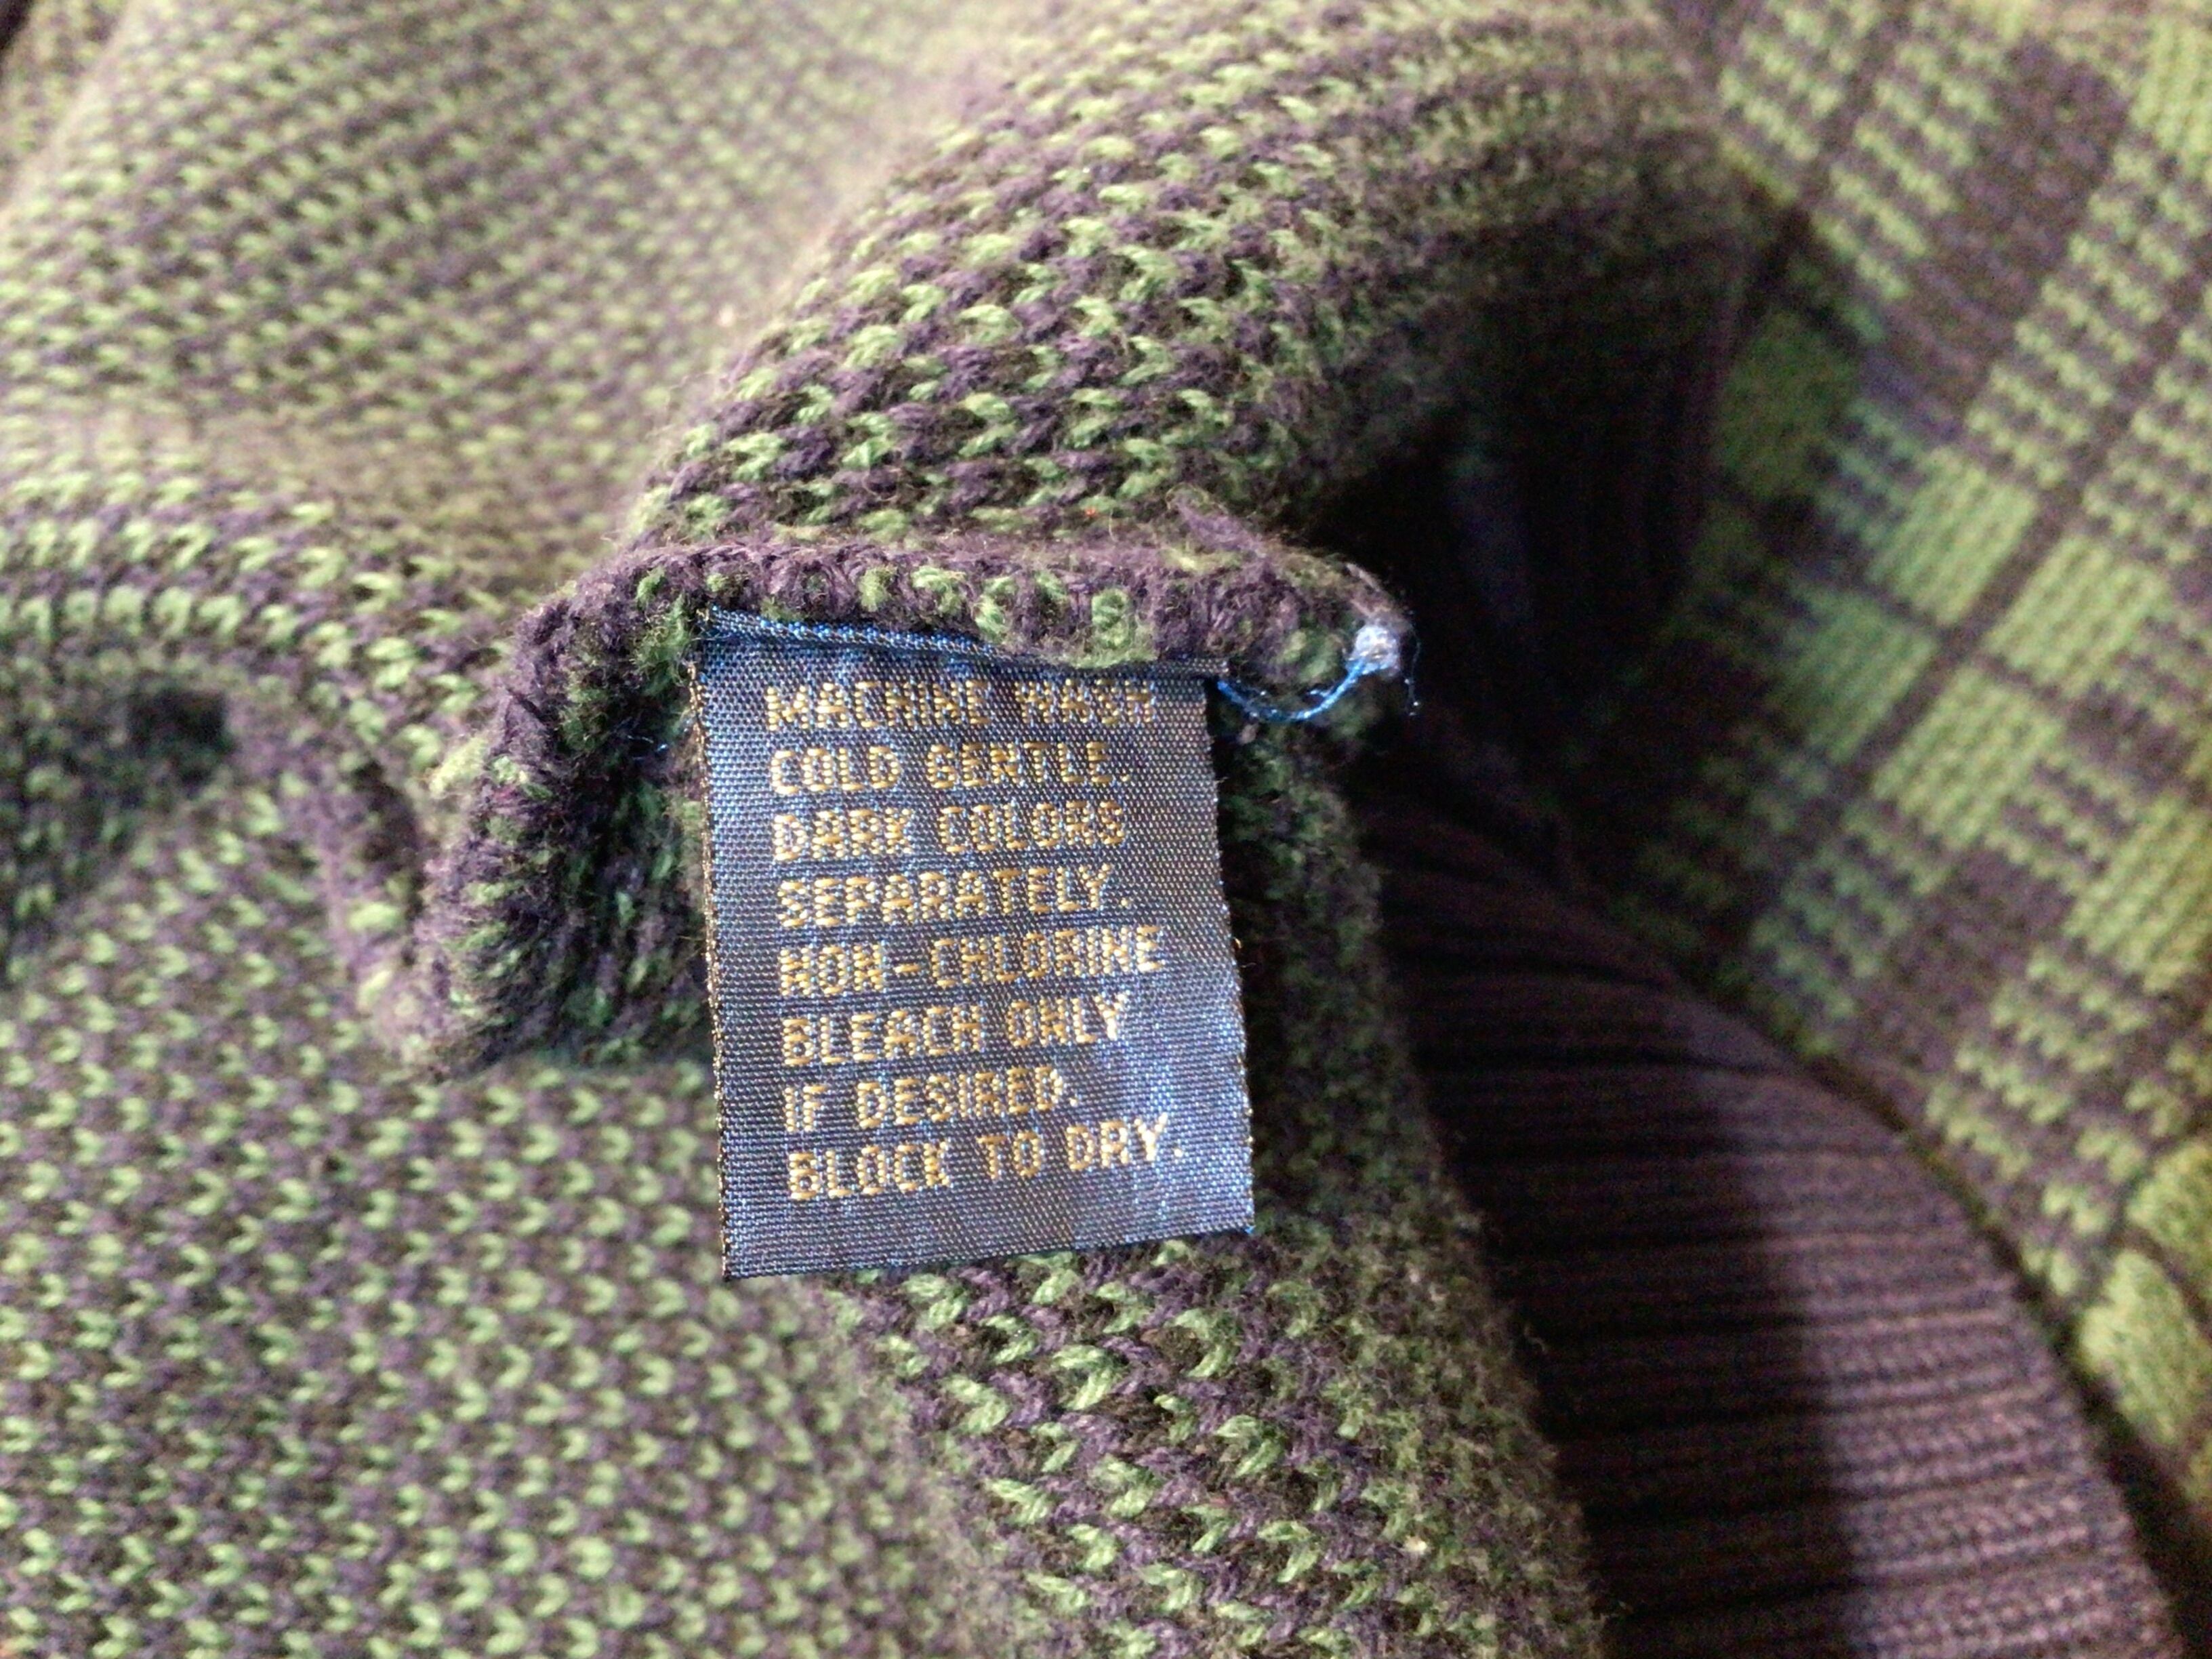 MACHINE WASH
COLD GENTLE.
DARK COLORS
SEPARATELY.
NON-CHLORINE
BLEACH ONLY
IF DESIRED.
BLOCK TO DRY.